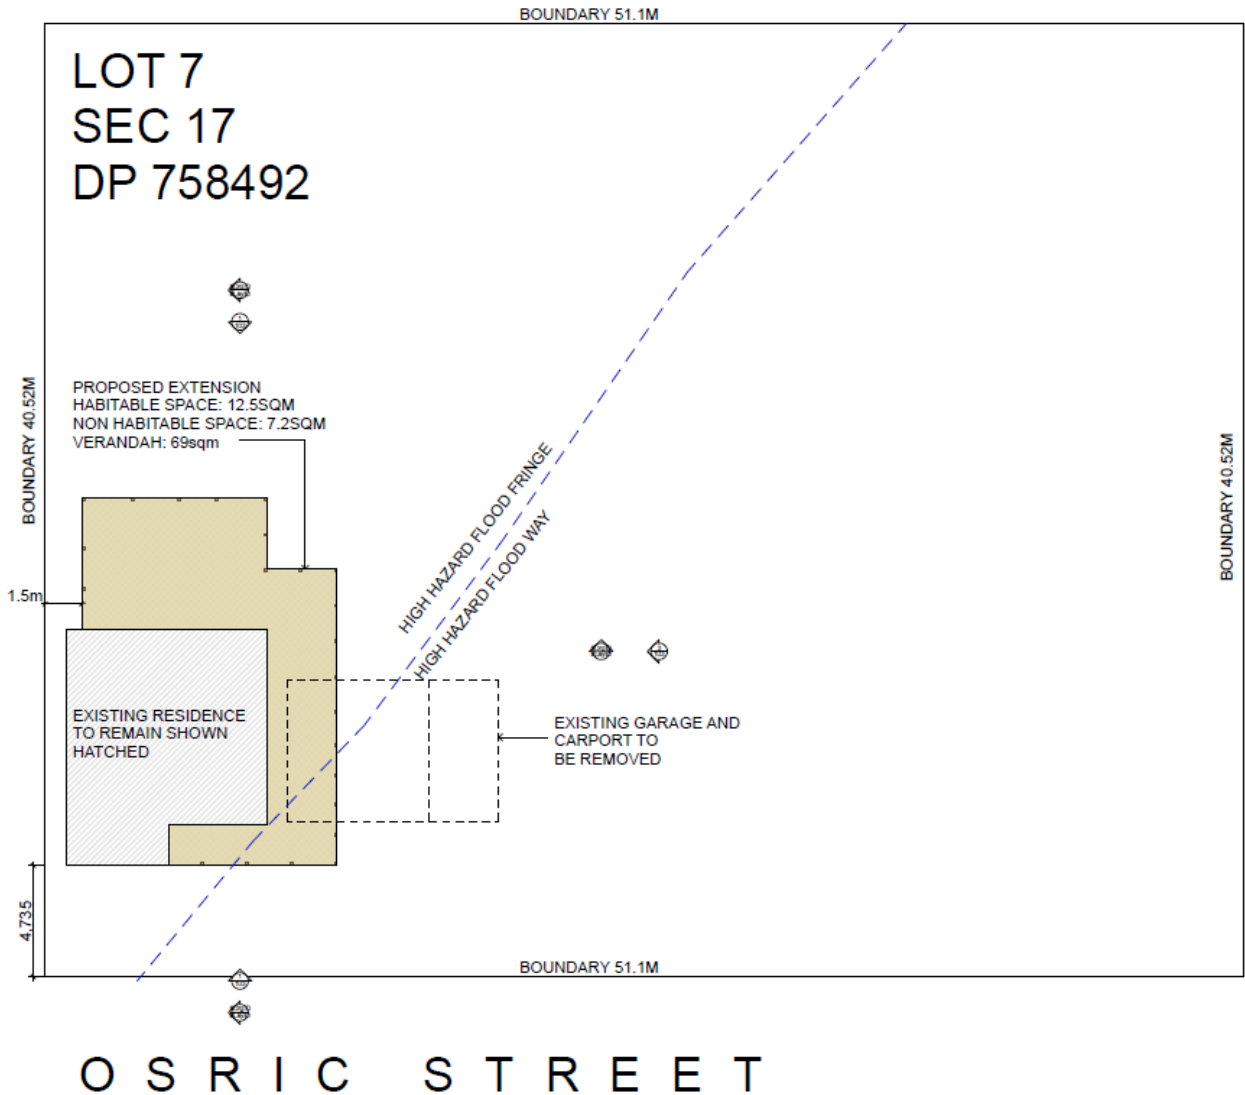 BOUNDARY 51.1M
LOT 7
SEC 17
DP 758492
PROPOSED EXTENSION
HABITABLE SPACE: 12.5SQM
NON HABITABLE SPACE: 7.2SQM
VERANDAH: 69sqm
BOUNDARY 40.52M
BOUNDARY 40.52M
HIGH HAZARD FLOOD FRINGE
HIGH HAZARD FLOOD WAY
1.5m
EXISTING RESIDENCE
TO REMAIN SHOWN
HATCHED
EXISTING GARAGE AND
CARPORT TO
BE REMOVED
4,735
BOUNDARY 51.1M
OSRIC STREET